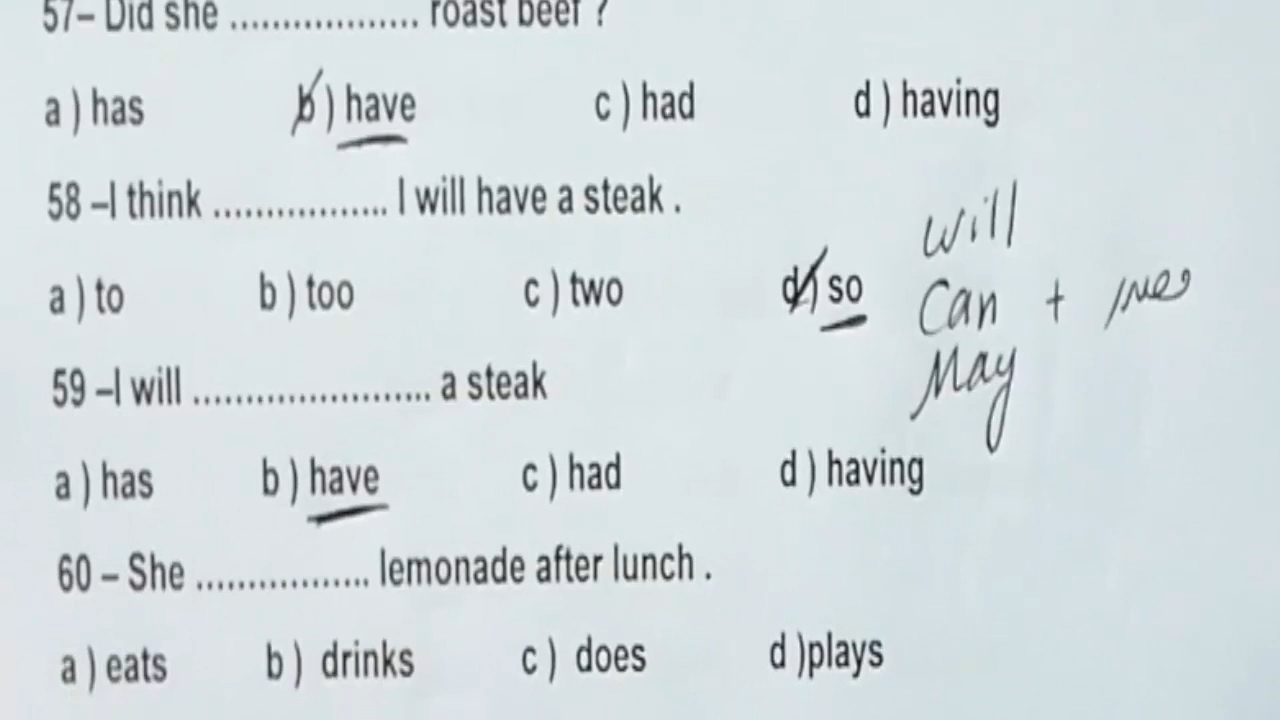 57– Did she .................. roast beef ?
a ) has b ) have c ) had d ) having
58 –I think ................. I will have a steak .
a ) to b ) too c ) two d ) so
will
Can +
May
59 –I will ....................... a steak
a ) has b ) have c ) had d ) having
60 – She ................. lemonade after lunch .
a ) eats b ) drinks c ) does d )plays